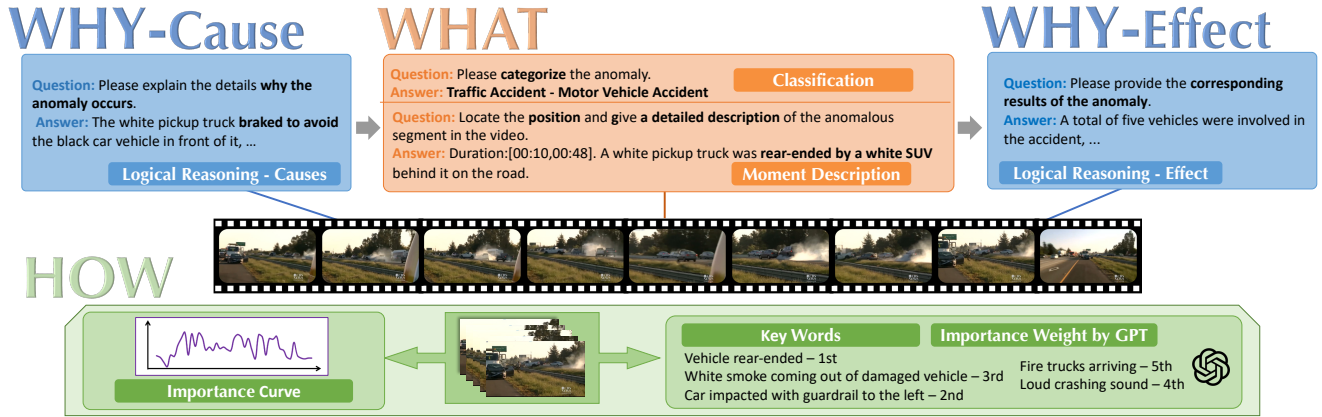 WHY-Cause
Question: Please explain the details why the
anomaly occurs.
Answer: The white pickup truck braked to avoid
the black car vehicle in front of it, ...
Logical Reasoning - Causes
WHAT
Question: Please categorize the anomaly.
Answer: Traffic Accident - Motor Vehicle Accident
Classification
Question: Locate the position and give a detailed description of the anomalous
segment in the video.
Answer: Duration:[00:10,00:48]. A white pickup truck was rear-ended by a white SUV
behind it on the road.
Moment Description
WHY-Effect
Question: Please provide the corresponding
results of the anomaly.
Answer: A total of five vehicles were involved in
the accident, ...
Logical Reasoning - Effect
HOW
Importance Curve
Key Words
Vehicle rear-ended – 1st
White smoke coming out of damaged vehicle – 3rd
Car impacted with guardrail to the left – 2nd
Importance Weight by GPT
Fire trucks arriving – 5th
Loud crashing sound – 4th